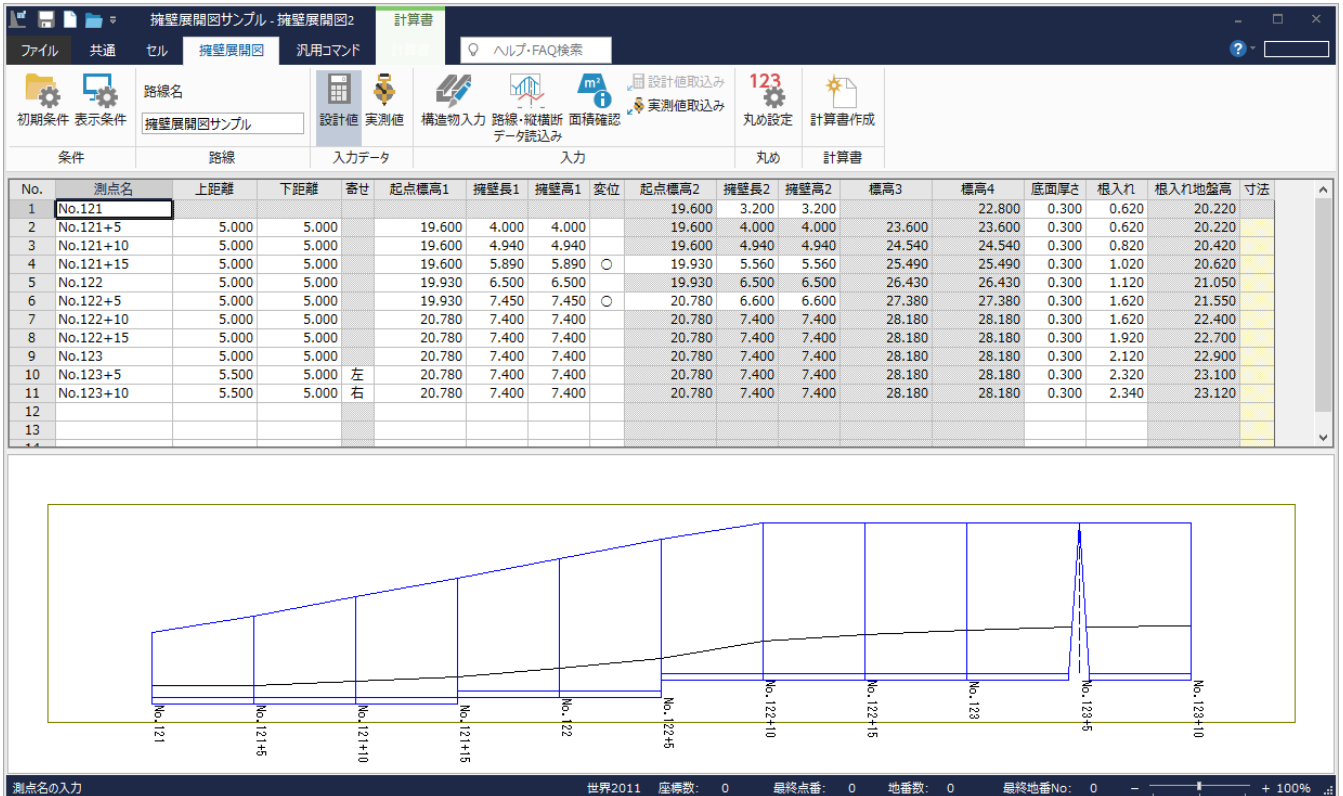 擁壁展開図サンプル - 擁壁展開図2 計算書
ファイル 共通 セル 擁壁展開図 汎用コマンド 計算書 ヘルプ・FAQ検索 ?
初期条件 表示条件 路線名 擁壁展開図サンプル 設計値 実測値 構造物入力 路線・縦横断データ読込み m² 面積確認 設計値取込み 実測値取込み 123 丸め設定 計算書作成
条件 路線 入力データ 入力 丸め 計算書
No. 測点名 上距離 下距離 寄せ 起点標高1 擁壁長1 擁壁高1 変位 起点標高2 擁壁長2 擁壁高2 標高3 標高4 底面厚さ 根入れ 根入れ地盤高 寸法
1 No.121 19.600 3.200 3.200 22.800 0.300 0.620 20.220
2 No.121+5 5.000 5.000 19.600 4.000 4.000 19.600 4.000 4.000 23.600 23.600 0.300 0.620 20.220
3 No.121+10 5.000 5.000 19.600 4.940 4.940 19.600 4.940 4.940 24.540 24.540 0.300 0.820 20.420
4 No.121+15 5.000 5.000 19.600 5.890 5.890 ○ 19.930 5.560 5.560 25.490 25.490 0.300 1.020 20.620
5 No.122 5.000 5.000 19.930 6.500 6.500 19.930 6.500 6.500 26.430 26.430 0.300 1.120 21.050
6 No.122+5 5.000 5.000 19.930 7.450 7.450 ○ 20.780 6.600 6.600 27.380 27.380 0.300 1.620 21.550
7 No.122+10 5.000 5.000 20.780 7.400 7.400 20.780 7.400 7.400 28.180 28.180 0.300 1.620 22.400
8 No.122+15 5.000 5.000 20.780 7.400 7.400 20.780 7.400 7.400 28.180 28.180 0.300 1.920 22.700
9 No.123 5.000 5.000 20.780 7.400 7.400 20.780 7.400 7.400 28.180 28.180 0.300 2.120 22.900
10 No.123+5 5.500 5.000 左 20.780 7.400 7.400 20.780 7.400 7.400 28.180 28.180 0.300 2.320 23.100
11 No.123+10 5.500 5.000 右 20.780 7.400 7.400 20.780 7.400 7.400 28.180 28.180 0.300 2.340 23.120
12
13
No.121
No.121+5
No.121+10
No.121+15
No.122
No.122+5
No.122+10
No.122+15
No.123
No.123+5
No.123+10
測点名の入力 世界2011 座標数: 0 最終点番: 0 地番数: 0 最終地番No: 0 − + 100%